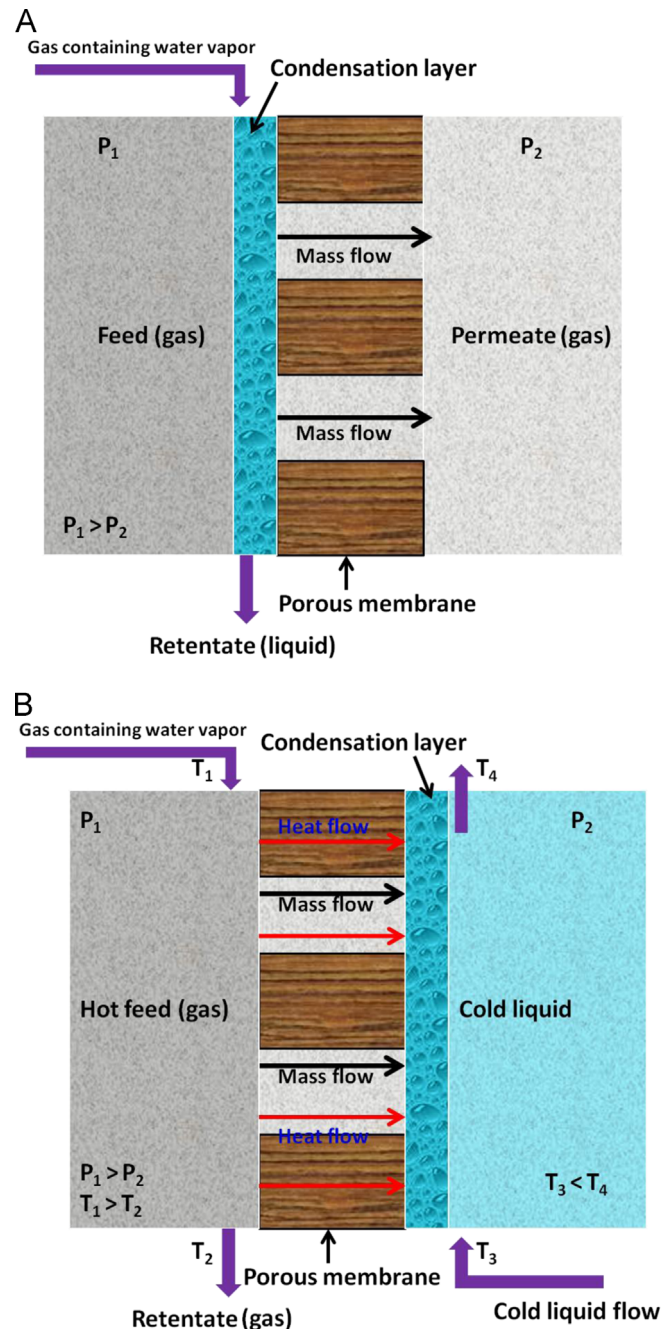 A
Gas containing water vapor
Condensation layer
P₁
P₂
Mass flow
Feed (gas)
Permeate (gas)
Mass flow
P₁ > P₂
Porous membrane
Retentate (liquid)
B
Gas containing water vapor
Condensation layer
T₁
T₄
P₁
Heat flow
P₂
Mass flow
Hot feed (gas)
Cold liquid
Mass flow
Heat flow
P₁ > P₂
T₁ > T₂
T₃ < T₄
T₂
T₃
Porous membrane
Retentate (gas)
Cold liquid flow